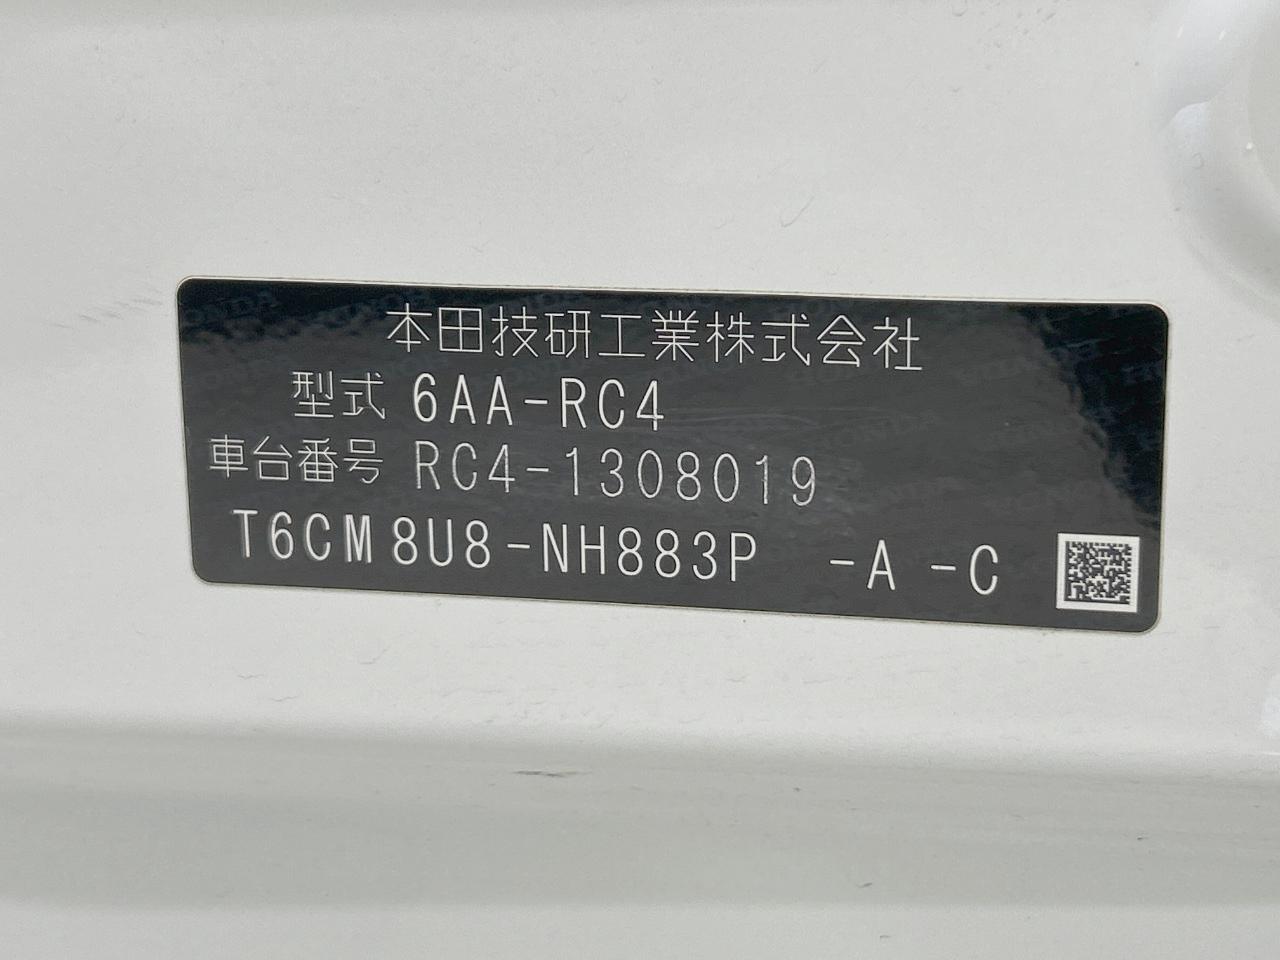 本田技研工業株式会社
型式 6AA-RC4
車台番号 RC4-1308019
T6CM8U8-NH883P -A -C